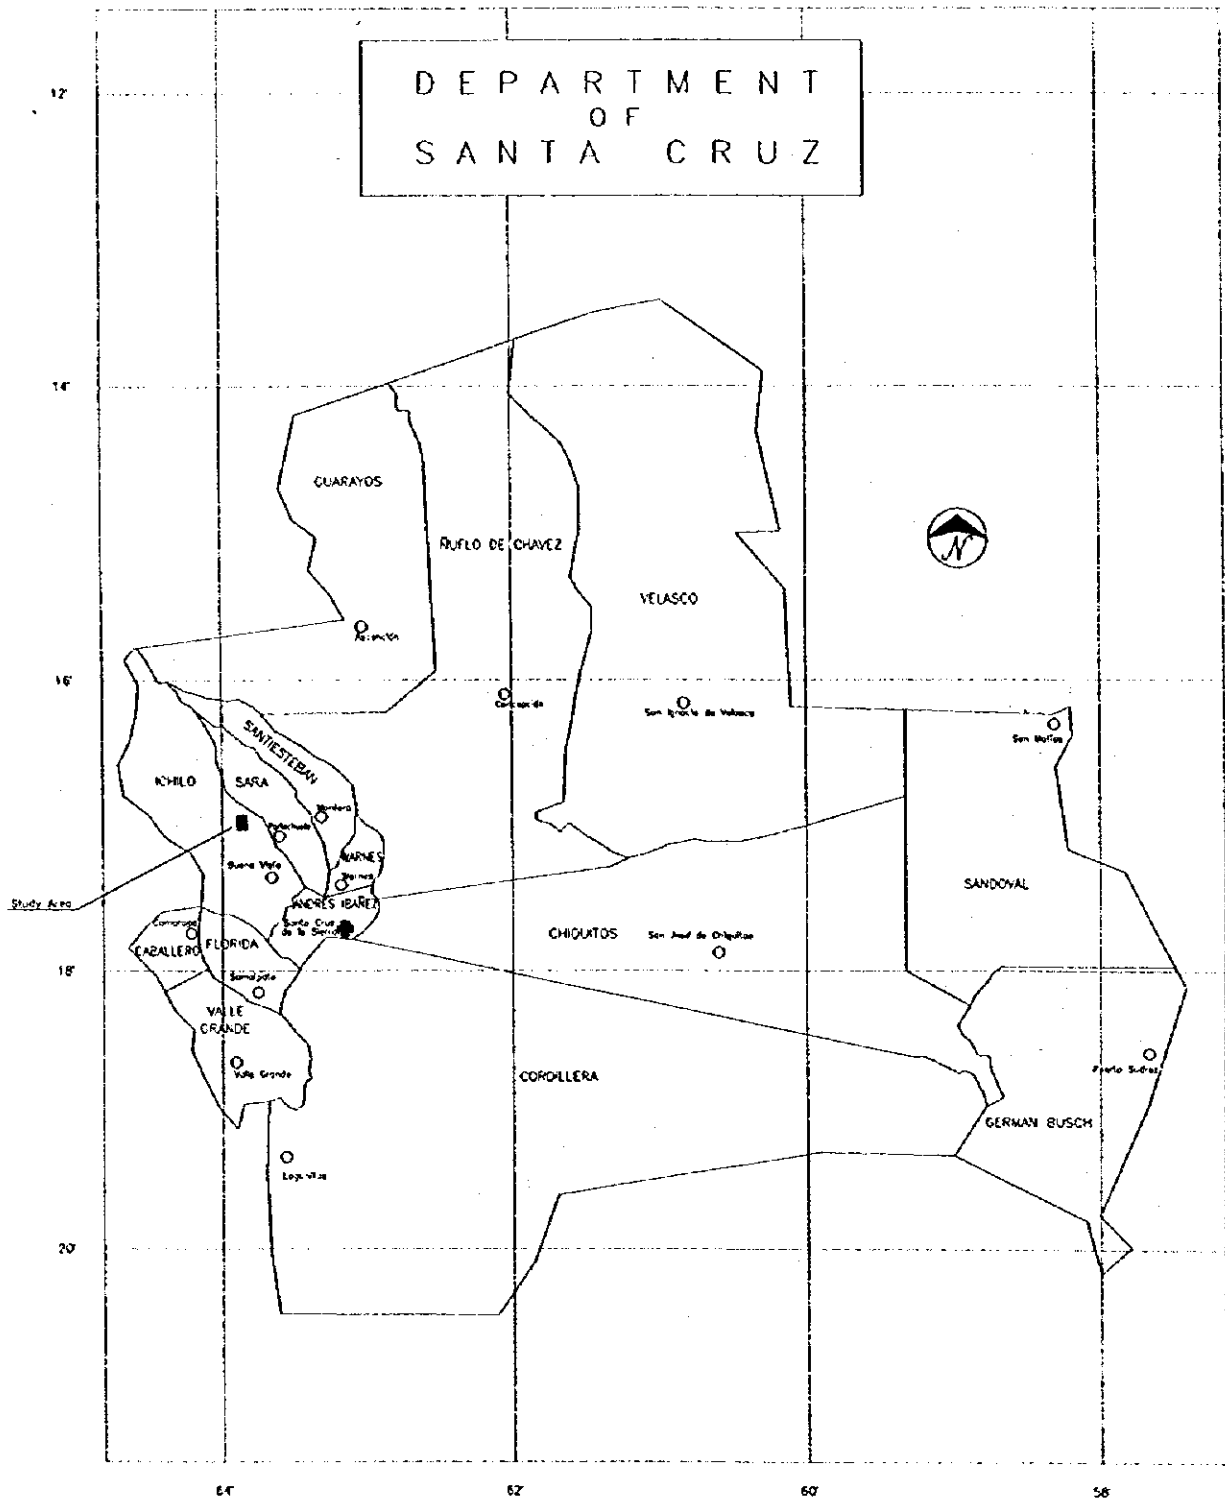 DEPARTMENT
OF
SANTA CRUZ
12°
14°
GUARAYOS
ÑUFLO DE CHAVEZ
N
VELASCO
Ascención
16°
Concepción
San Ignacio de Velasco
San Matías
SANTIESTEBAN
ICHILO
SARA
Montero
Portachuelo
WARNES
Buena Vista
Warnes
SANDOVAL
Study Area
ANDRES IBAÑEZ
Comarapa
Santa Cruz
de la Sierra
CHIQUITOS
San José de Chiquitos
CABALLERO
FLORIDA
18°
Samaipata
VALLE
GRANDE
Valle Grande
CORDILLERA
Puerto Suárez
GERMAN BUSCH
Lagunillas
20°
64°
62°
60°
58°